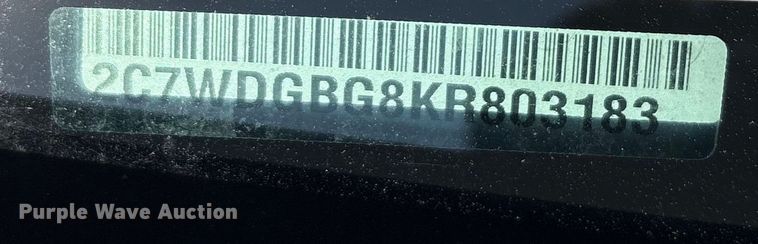 2C7WDGBG8KR803183
Purple Wave Auction